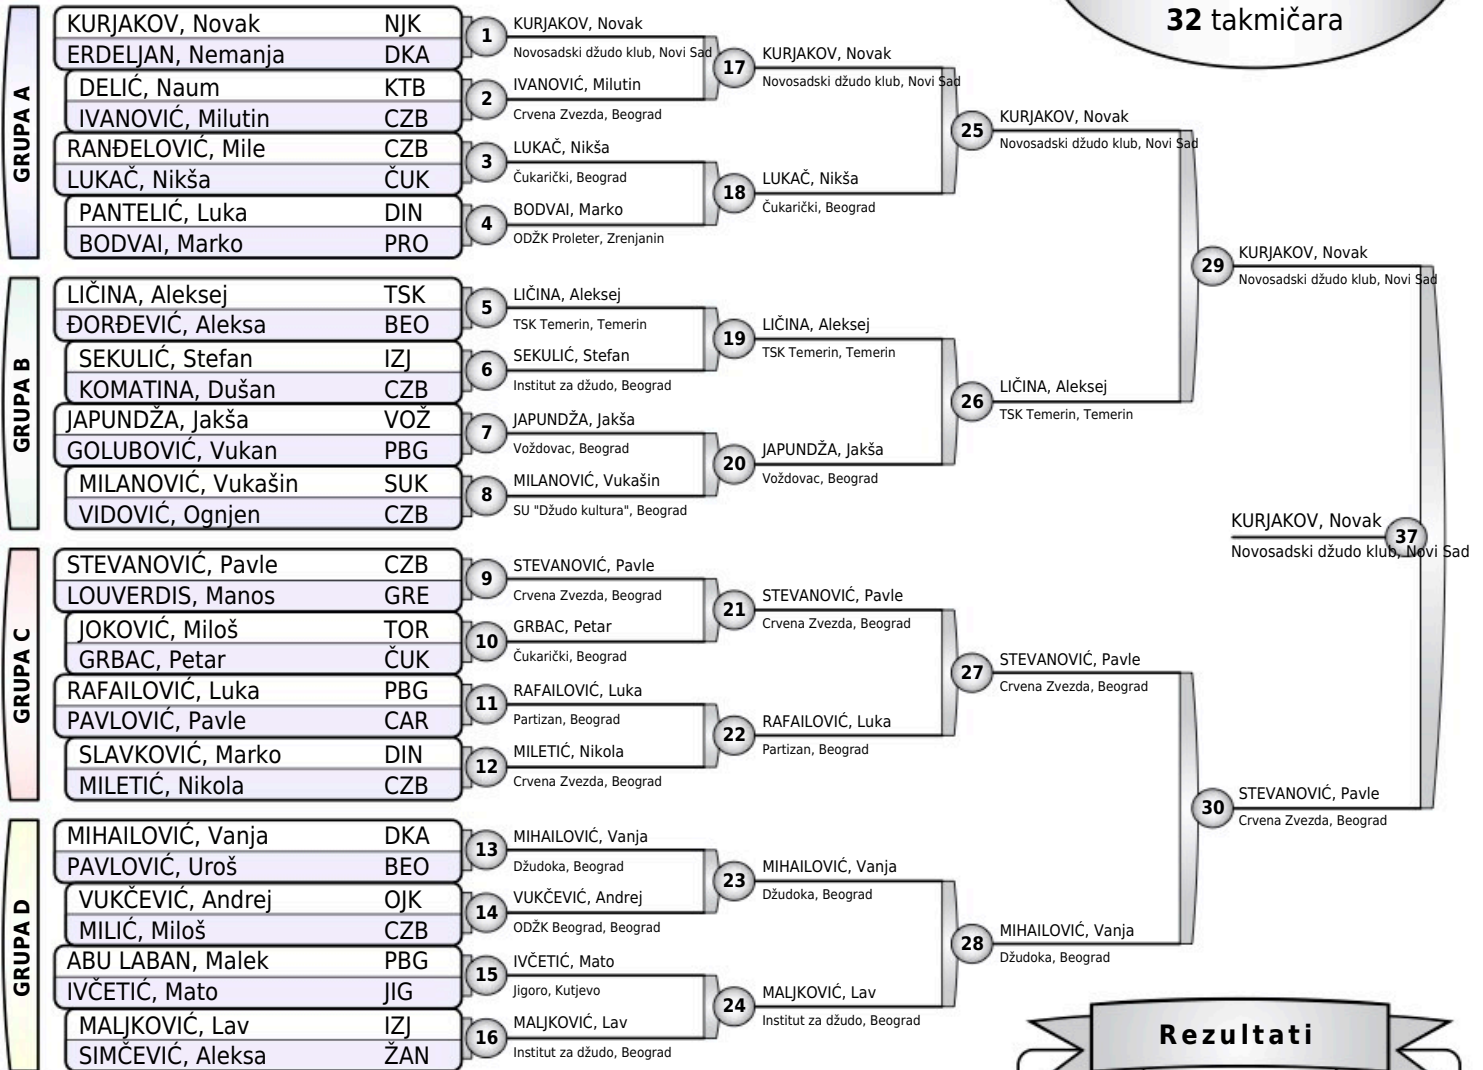 32 takmičara
GRUPA A
KURJAKOV, Novak NJK
ERDELJAN, Nemanja DKA
DELIĆ, Naum KTB
IVANOVIĆ, Milutin CZB
RANĐELOVIĆ, Mile CZB
LUKAČ, Nikša ČUK
PANTELIĆ, Luka DIN
BODVAI, Marko PRO
GRUPA B
LIČINA, Aleksej TSK
ĐORĐEVIĆ, Aleksa BEO
SEKULIĆ, Stefan IZJ
KOMATINA, Dušan CZB
JAPUNDŽA, Jakša VOŽ
GOLUBOVIĆ, Vukan PBG
MILANOVIĆ, Vukašin SUK
VIDOVIĆ, Ognjen CZB
GRUPA C
STEVANOVIĆ, Pavle CZB
LOUVERDIS, Manos GRE
JOKOVIĆ, Miloš TOR
GRBAC, Petar ČUK
RAFAILOVIĆ, Luka PBG
PAVLOVIĆ, Pavle CAR
SLAVKOVIĆ, Marko DIN
MILETIĆ, Nikola CZB
GRUPA D
MIHAILOVIĆ, Vanja DKA
PAVLOVIĆ, Uroš BEO
VUKČEVIĆ, Andrej OJK
MILIĆ, Miloš CZB
ABU LABAN, Malek PBG
IVČETIĆ, Mato JIG
MALJKOVIĆ, Lav IZJ
SIMČEVIĆ, Aleksa ŽAN
1 KURJAKOV, Novak
Novosadski džudo klub, Novi Sad
2 IVANOVIĆ, Milutin
Crvena Zvezda, Beograd
3 LUKAČ, Nikša
Čukarički, Beograd
4 BODVAI, Marko
ODŽK Proleter, Zrenjanin
5 LIČINA, Aleksej
TSK Temerin, Temerin
6 SEKULIĆ, Stefan
Institut za džudo, Beograd
7 JAPUNDŽA, Jakša
Voždovac, Beograd
8 MILANOVIĆ, Vukašin
SU "Džudo kultura", Beograd
9 STEVANOVIĆ, Pavle
Crvena Zvezda, Beograd
10 GRBAC, Petar
Čukarički, Beograd
11 RAFAILOVIĆ, Luka
Partizan, Beograd
12 MILETIĆ, Nikola
Crvena Zvezda, Beograd
13 MIHAILOVIĆ, Vanja
Džudoka, Beograd
14 VUKČEVIĆ, Andrej
ODŽK Beograd, Beograd
15 IVČETIĆ, Mato
Jigoro, Kutjevo
16 MALJKOVIĆ, Lav
Institut za džudo, Beograd
17 KURJAKOV, Novak
Novosadski džudo klub, Novi Sad
18 LUKAČ, Nikša
Čukarički, Beograd
19 LIČINA, Aleksej
TSK Temerin, Temerin
20 JAPUNDŽA, Jakša
Voždovac, Beograd
21 STEVANOVIĆ, Pavle
Crvena Zvezda, Beograd
22 RAFAILOVIĆ, Luka
Partizan, Beograd
23 MIHAILOVIĆ, Vanja
Džudoka, Beograd
24 MALJKOVIĆ, Lav
Institut za džudo, Beograd
25 KURJAKOV, Novak
Novosadski džudo klub, Novi Sad
26 LIČINA, Aleksej
TSK Temerin, Temerin
27 STEVANOVIĆ, Pavle
Crvena Zvezda, Beograd
28 MIHAILOVIĆ, Vanja
Džudoka, Beograd
29 KURJAKOV, Novak
Novosadski džudo klub, Novi Sad
30 STEVANOVIĆ, Pavle
Crvena Zvezda, Beograd
KURJAKOV, Novak 37
Novosadski džudo klub, Novi Sad
Rezultati